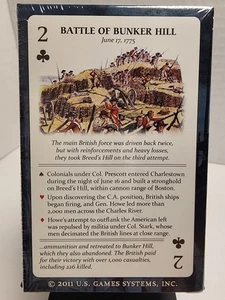 2
BATTLE OF BUNKER HILL
June 17, 1775
The main British force was driven back twice,
but with reinforcements and heavy losses,
they took Breed's Hill on the third attempt.
♠ Colonials under Col. Prescott entered Charlestown
during the night of June 16 and built a stronghold
on Breed's Hill, within cannon range of Boston.
♥ Upon discovering the C.A. position, British ships
began firing, and Gen. Howe led more than
2,000 men across the Charles River.
♦ Howe's attempt to outflank the American left
was repulsed by militia under Col. Stark, whose
men decimated the British lines at close range.
...ammunition and retreated to Bunker Hill,
which they also abandoned. The British paid
for their victory with over 1,000 casualties,
including 226 killed
2
© 2011 U.S. GAMES SYSTEMS, INC.